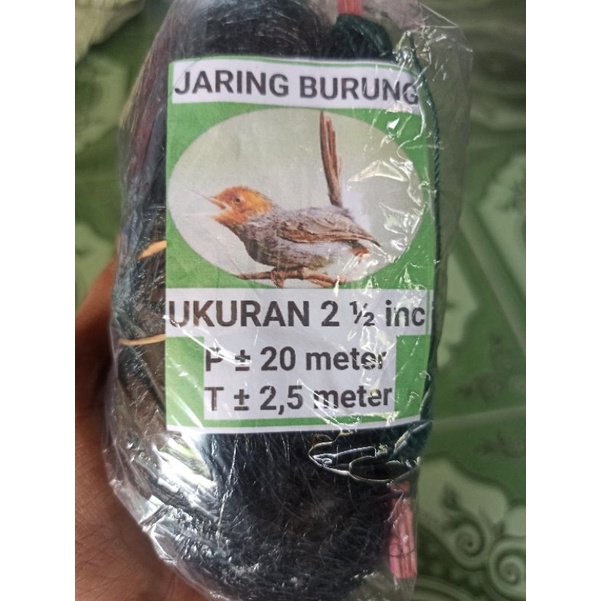 JARING BURUNG
UKURAN 2 ½ inc
P ± 20 meter
T ± 2,5 meter